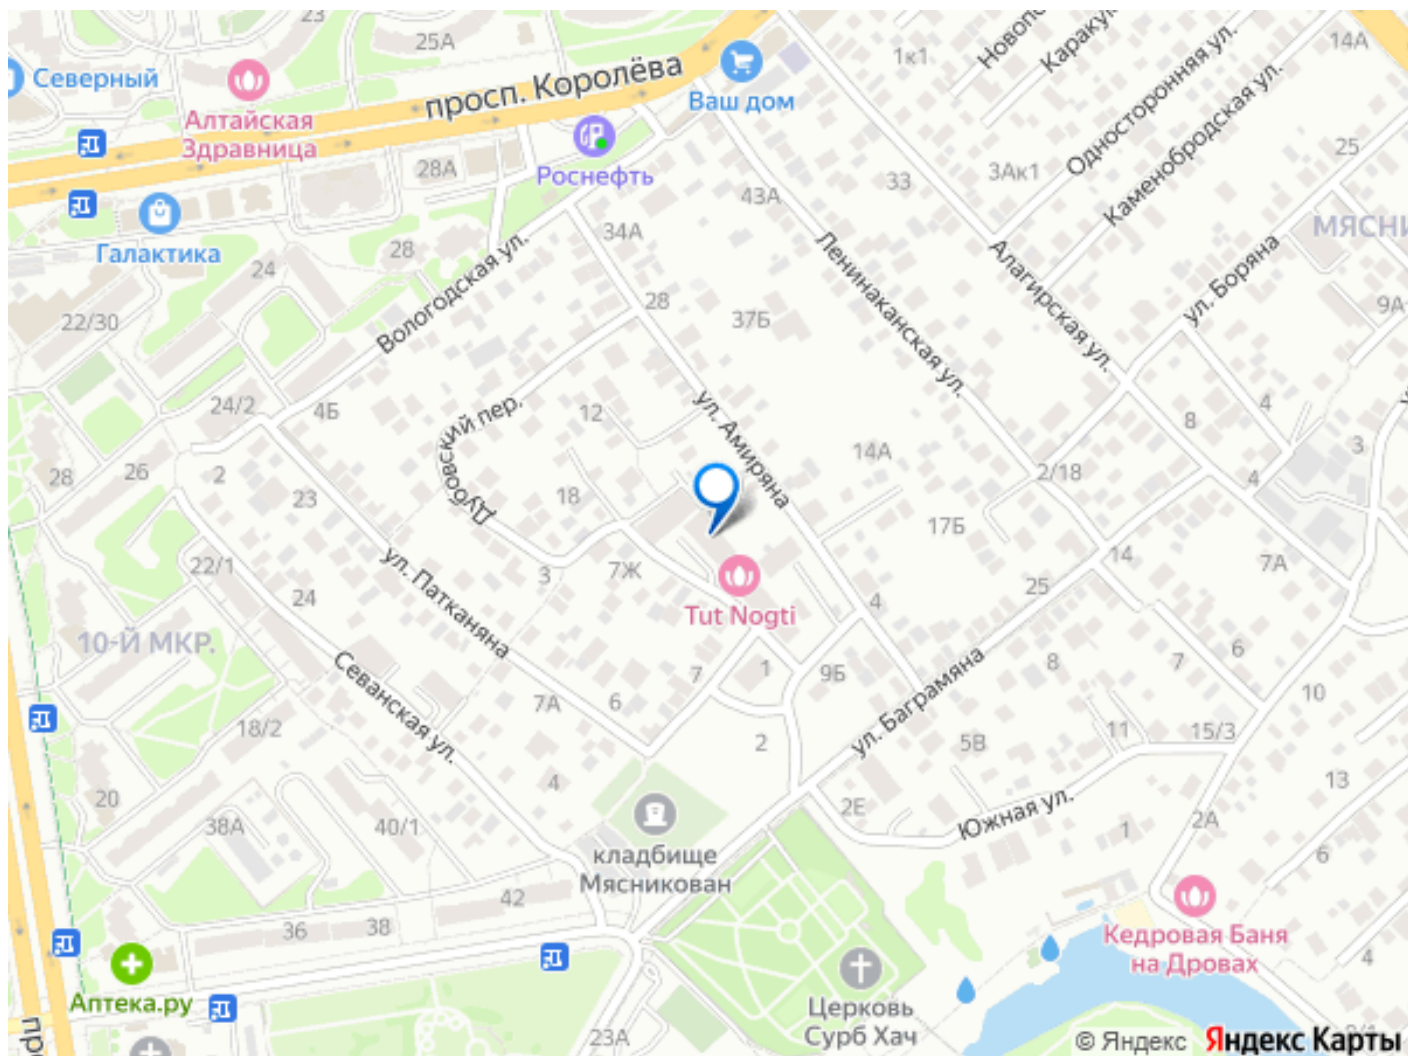 25А
1к1
Новопо
Каракум
Односторонняя ул.
14А
Северный
Алтайская
Здравница
просп. Королёва
Ваш дом
Роснефть
28А
Каменобродская ул.
25
3Ак1
33
43А
МЯСНИ
Галактика
24
28
34А
Вологодская ул.
Ленинаканская ул.
Алагирская ул.
ул. Боряна
9А
22/30
28
37Б
24/2
4Б
Дубовский пер.
12
ул. Амиряна
8
4
3
28
26
2
23
18
14А
2/18
4
17Б
22/1
24
ул. Патканяна
3
7Ж
Tut Nogti
4
25
14
7А
10-Й МКР.
Севанская ул.
7А
6
7
1
9Б
ул. Баграмяна
8
7
6
10
18/2
2
5В
11
15/3
20
38А
40/1
4
2Е
Южная ул.
1
2А
13
6
кладбище
Мясникован
42
36
38
Кедровая Баня
на Дровах
4
Аптека.ру
Церковь
Сурб Хач
23А
© Яндекс Яндекс Карты